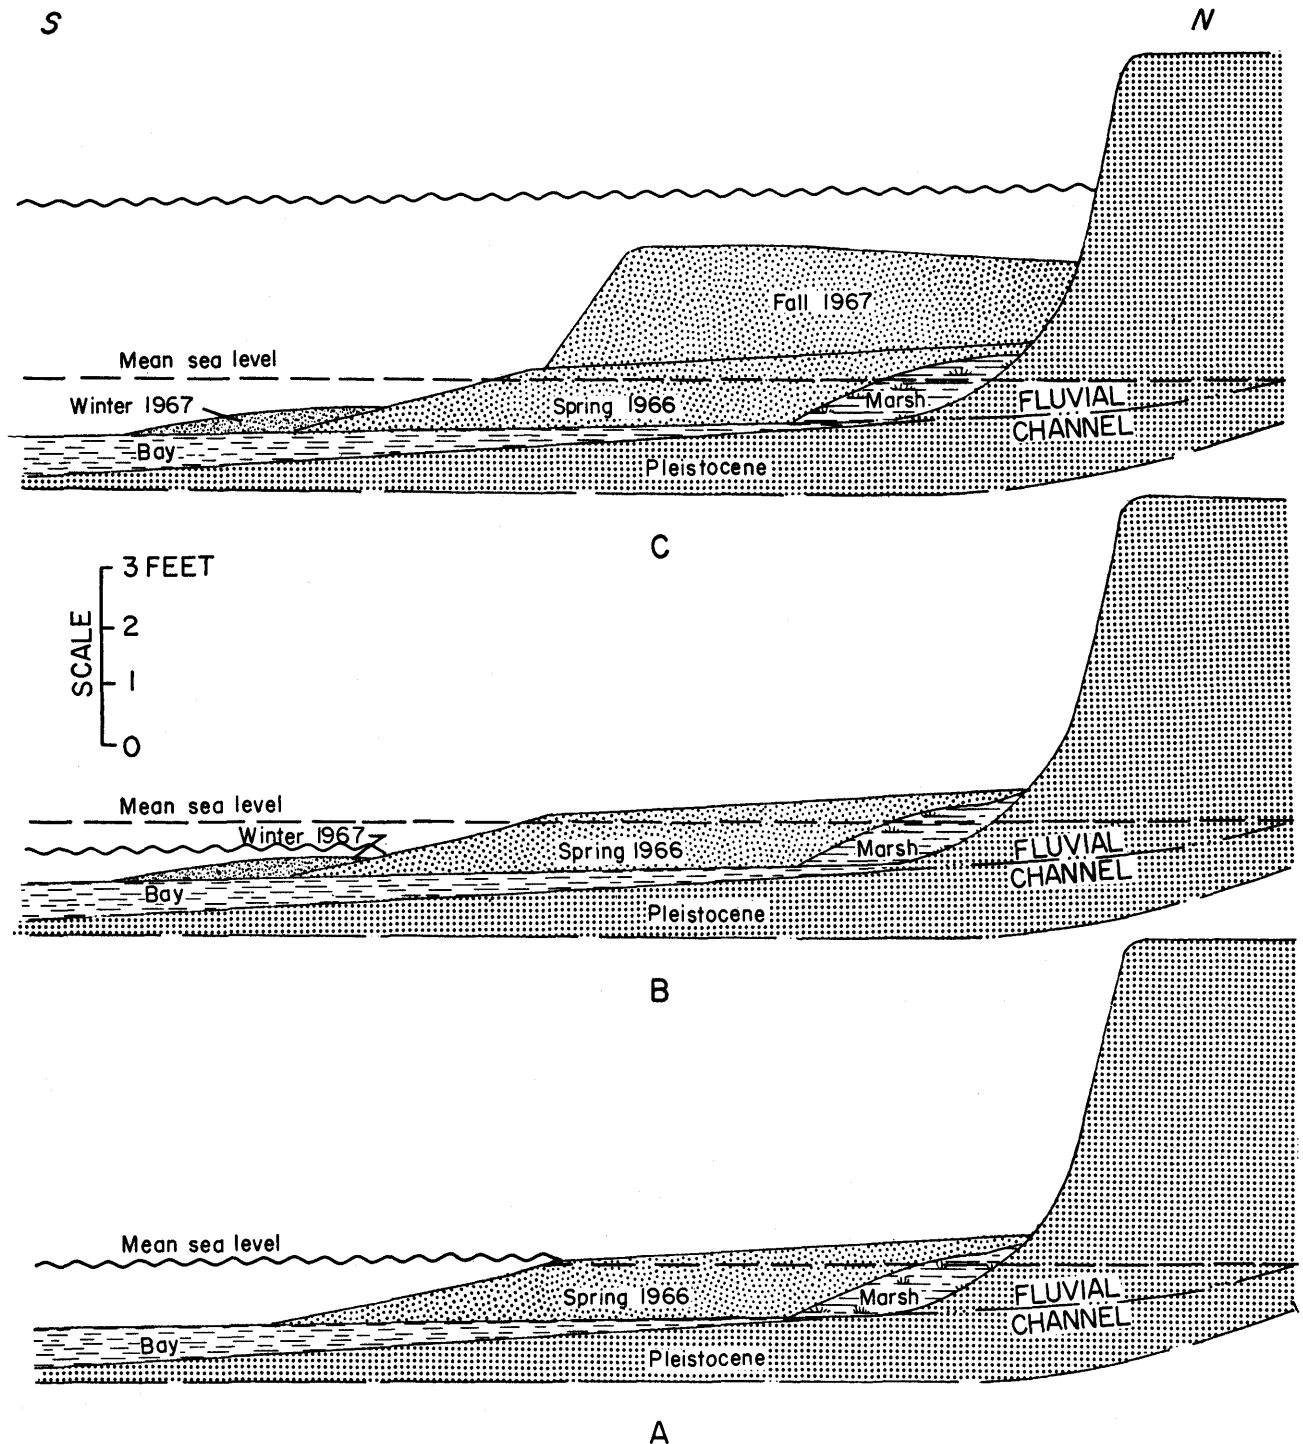 S
N
Mean sea level
Fall 1967
Winter 1967
Spring 1966
Marsh
FLUVIAL
CHANNEL
Bay
Pleistocene
C
3 FEET
2
1
0
SCALE
Mean sea level
Winter 1967
Spring 1966
Marsh
FLUVIAL
CHANNEL
Bay
Pleistocene
B
Mean sea level
Spring 1966
Marsh
FLUVIAL
CHANNEL
Bay
Pleistocene
A